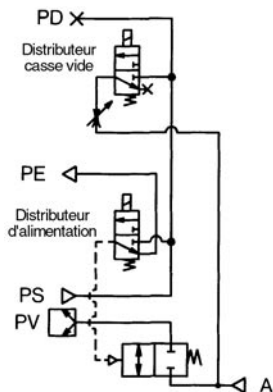 PD
Distributeur
casse vide
PE
Distributeur
d'alimentation
PS
PV
A